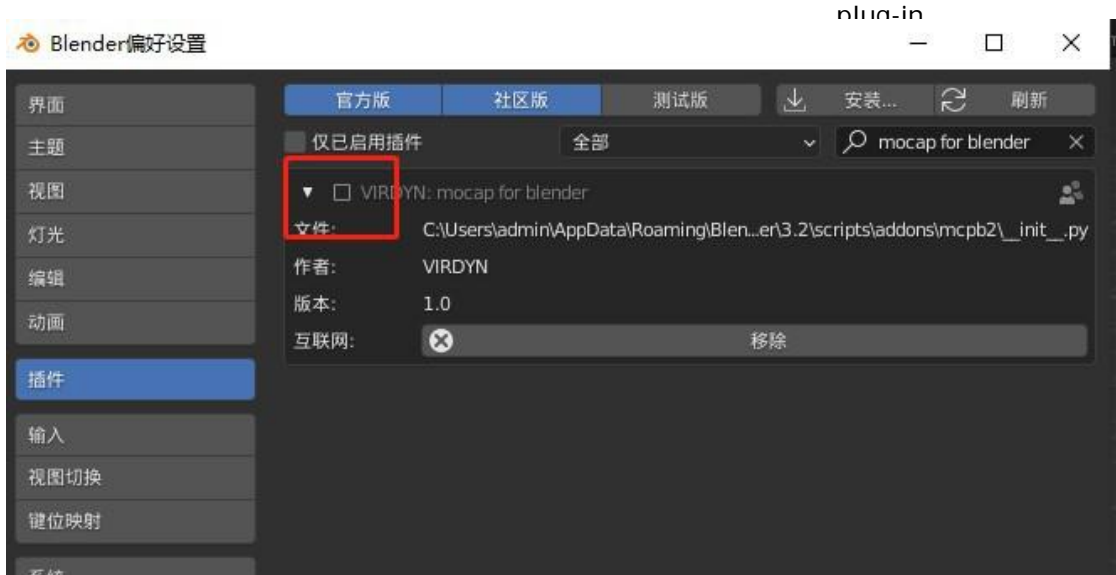 plug-in
Blender偏好设置
界面
主题
视图
灯光
编辑
动画
插件
输入
视图切换
键位映射
系统
官方版 社区版 测试版 安装... 刷新
仅已启用插件 全部 mocap for blender
VIRDYN: mocap for blender
文件: C:\Users\admin\AppData\Roaming\Blen...er\3.2\scripts\addons\mcpb2\__init__.py
作者: VIRDYN
版本: 1.0
互联网: 移除